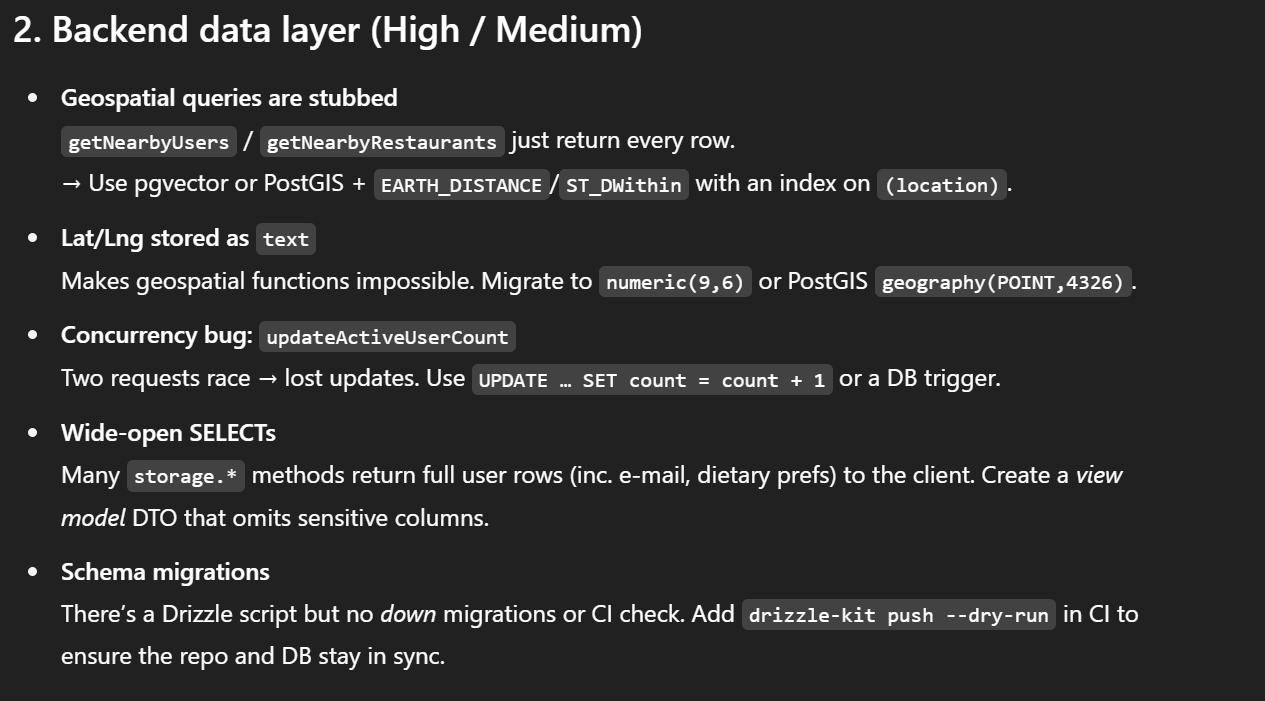 2. Backend data layer (High / Medium)
• Geospatial queries are stubbed
getNearbyUsers / getNearbyRestaurants just return every row.
→ Use pgvector or PostGIS + EARTH_DISTANCE/ST_DWithin with an index on (location).
• Lat/Lng stored as text
Makes geospatial functions impossible. Migrate to numeric(9,6) or PostGIS geography(POINT,4326).
• Concurrency bug: updateActiveUserCount
Two requests race → lost updates. Use UPDATE … SET count = count + 1 or a DB trigger.
• Wide-open SELECTs
Many storage.* methods return full user rows (inc. e-mail, dietary prefs) to the client. Create a view
model DTO that omits sensitive columns.
• Schema migrations
There’s a Drizzle script but no down migrations or CI check. Add drizzle-kit push --dry-run in CI to
ensure the repo and DB stay in sync.